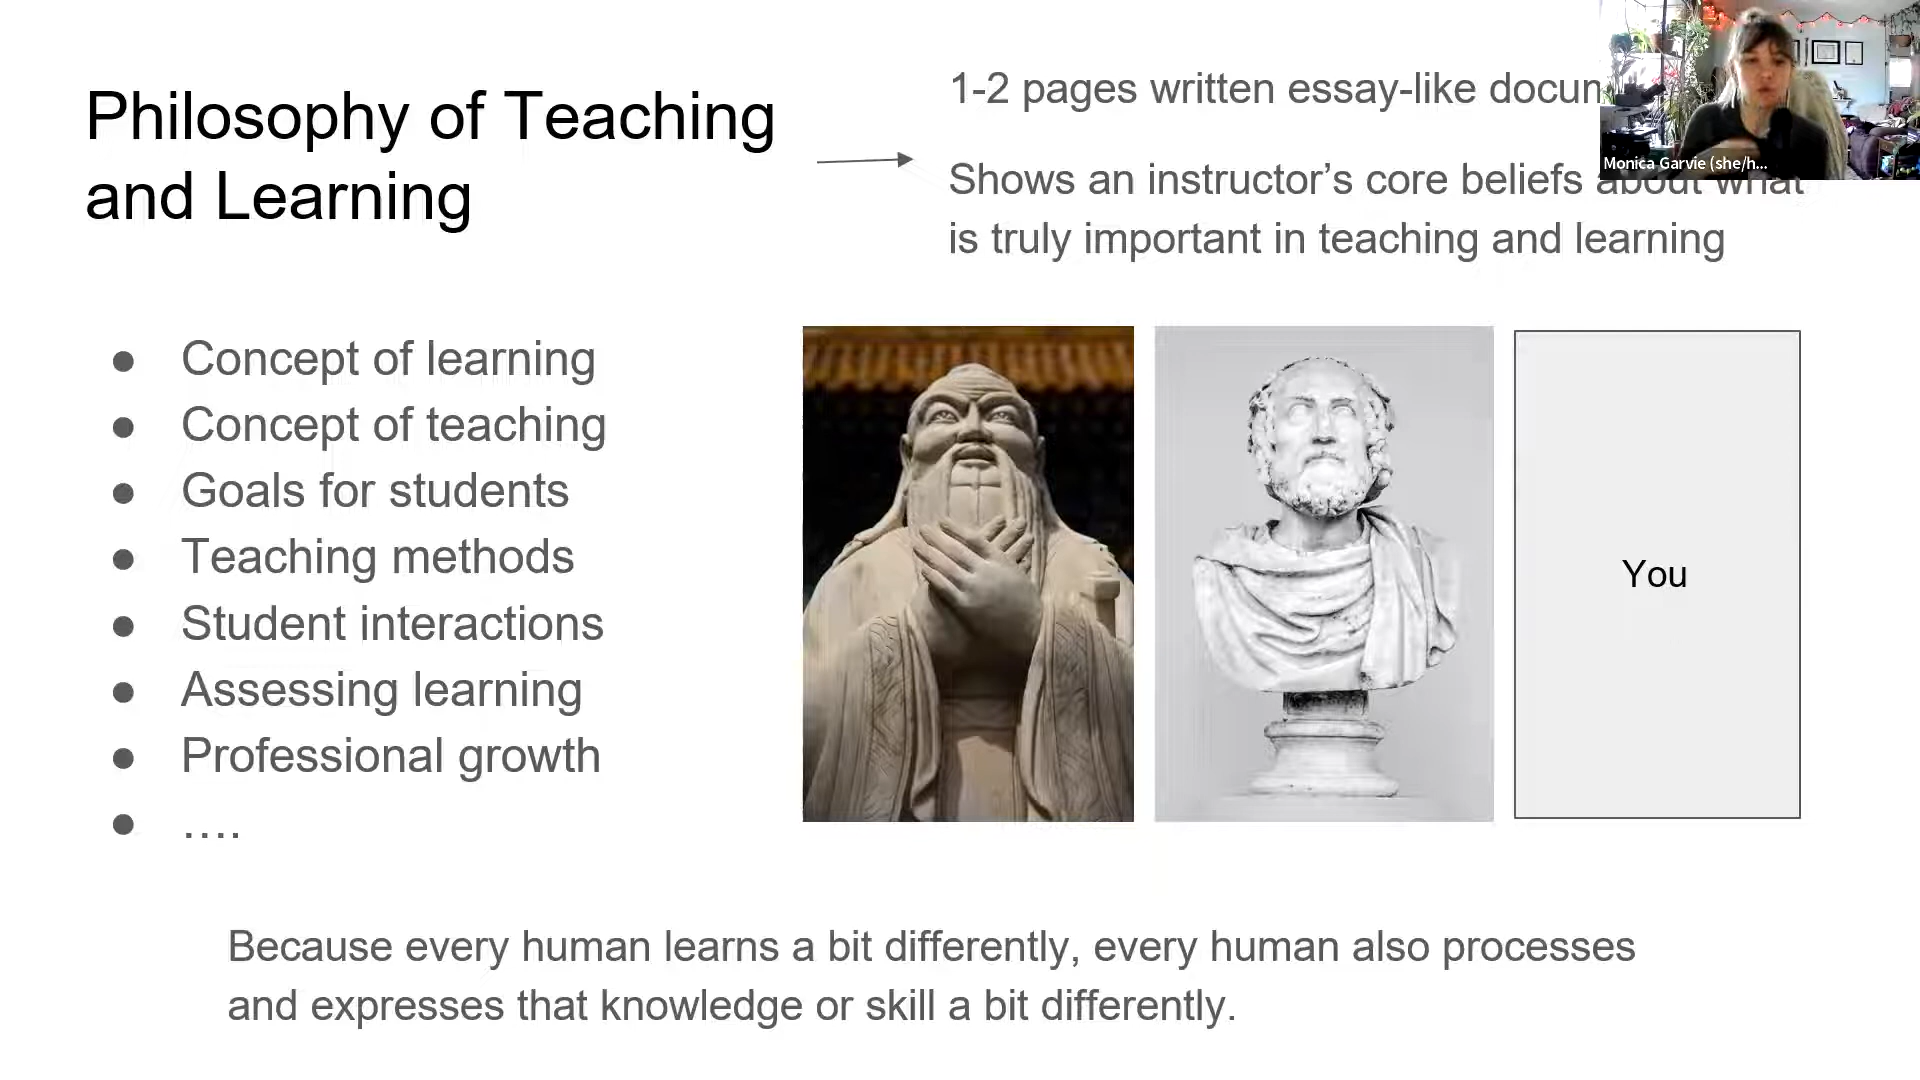 Philosophy of Teaching
and Learning
1-2 pages written essay-like
Shows an instructor's core beliefs about what
is truly important in teaching and learning
Monica Garvie (she/h...
● Concept of learning
● Concept of teaching
● Goals for students
● Teaching methods
● Student interactions
● Assessing learning
● Professional growth
● ....
You
Because every human learns a bit differently, every human also processes
and expresses that knowledge or skill a bit differently.